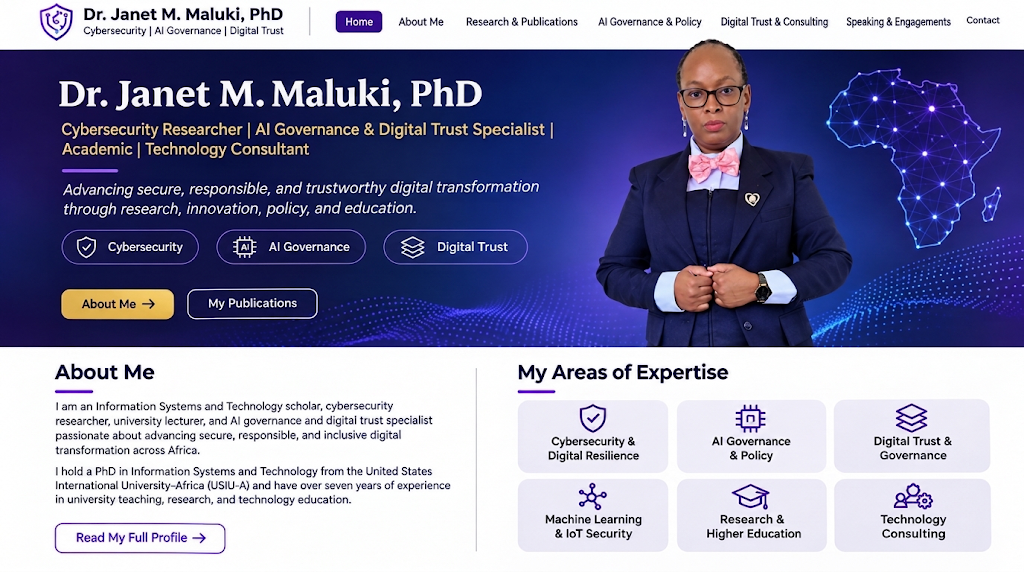 Dr. Janet M. Maluki, PhD
Cybersecurity | AI Governance | Digital Trust
Home
About Me
Research & Publications
AI Governance & Policy
Digital Trust & Consulting
Speaking & Engagements
Contact
Dr. Janet M. Maluki, PhD
Cybersecurity Researcher | AI Governance & Digital Trust Specialist |
Academic | Technology Consultant
Advancing secure, responsible, and trustworthy digital transformation
through research, innovation, policy, and education.
Cybersecurity
AI
AI Governance
Digital Trust
About Me →
My Publications
About Me
I am an Information Systems and Technology scholar, cybersecurity
researcher, university lecturer, and AI governance and digital trust specialist
passionate about advancing secure, responsible, and inclusive digital
transformation across Africa.
I hold a PhD in Information Systems and Technology from the United States
International University–Africa (USIU-A) and have over seven years of experience
in university teaching, research, and technology education.
Read My Full Profile →
My Areas of Expertise
Cybersecurity &
Digital Resilience
AI Governance
& Policy
Digital Trust &
Governance
Machine Learning
& IoT Security
Research &
Higher Education
Technology
Consulting